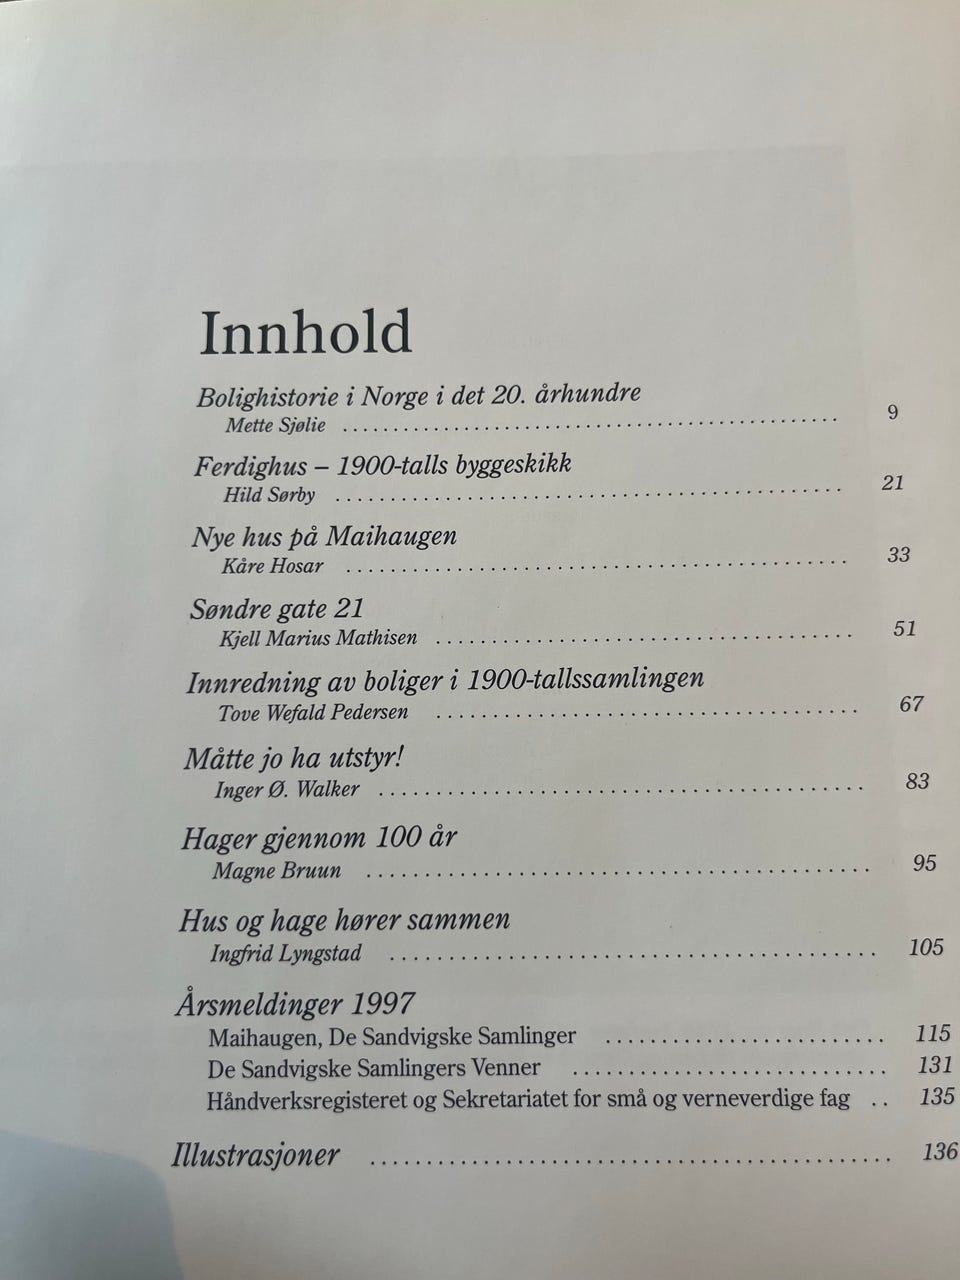 Innhold
Bolighistorie i Norge i det 20. århundre
Mette Sjølie ........................................ 9
Ferdighus – 1900-talls byggeskikk
Hild Sørby ........................................ 21
Nye hus på Maihaugen
Kåre Hosar ........................................ 33
Søndre gate 21
Kjell Marius Mathisen ........................................ 51
Innredning av boliger i 1900-tallssamlingen
Tove Wefald Pedersen ........................................ 67
Måtte jo ha utstyr!
Inger Ø. Walker ........................................ 83
Hager gjennom 100 år
Magne Bruun ........................................ 95
Hus og hage hører sammen
Ingfrid Lyngstad ........................................ 105
Årsmeldinger 1997
Maihaugen, De Sandvigske Samlinger ........................ 115
De Sandvigske Samlingers Venner ........................... 131
Håndverksregisteret og Sekretariatet for små og verneverdige fag .. 135
Illustrasjoner ........................................ 136